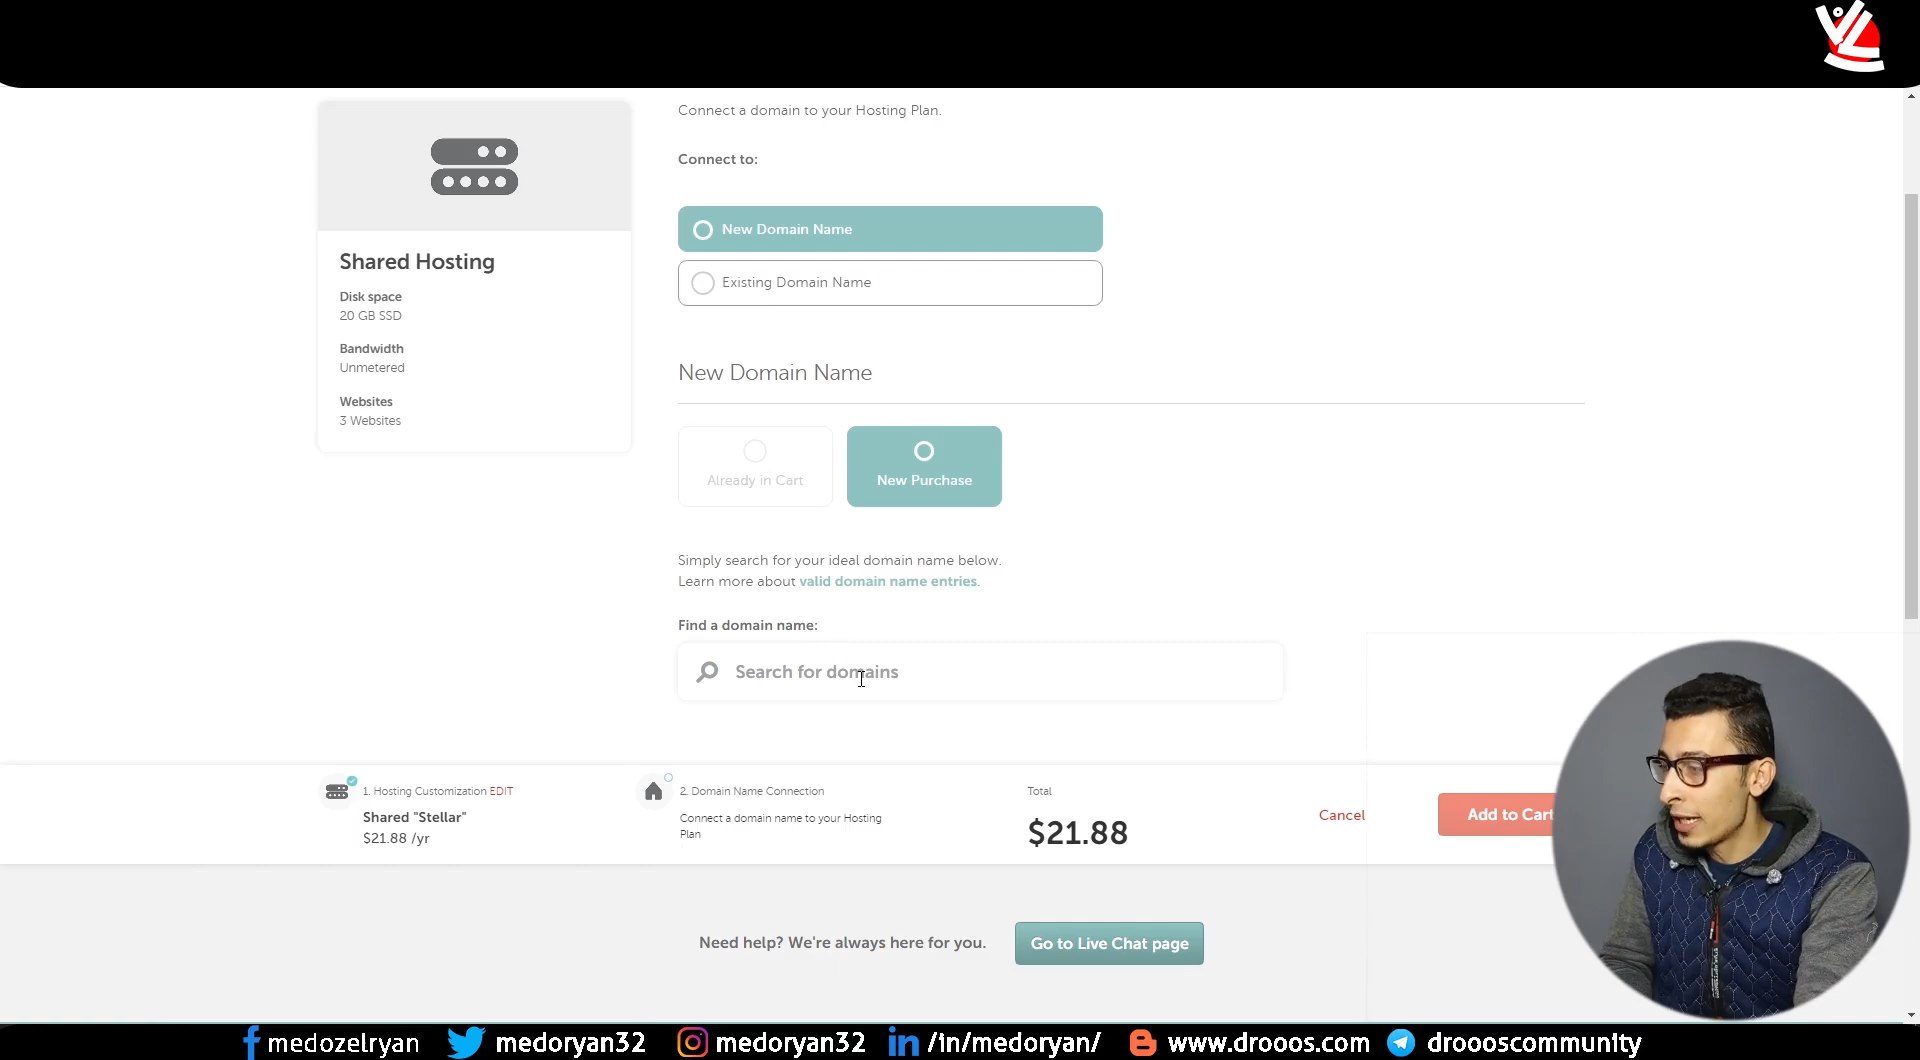 Connect a domain to your Hosting Plan.
Connect to:
New Domain Name
Existing Domain Name
Shared Hosting
Disk space
20 GB SSD
Bandwidth
Unmetered
Websites
3 Websites
New Domain Name
Already in Cart
New Purchase
Simply search for your ideal domain name below.
Learn more about valid domain name entries.
Find a domain name:
Search for domains
1. Hosting Customization EDIT
Shared "Stellar"
$21.88 /yr
2. Domain Name Connection
Connect a domain name to your Hosting
Plan
Total
$21.88
Cancel
Add to Cart
Need help? We're always here for you.
Go to Live Chat page
medozelryan
medoryan32
medoryan32
/in/medoryan/
www.drooos.com
droooscommunity